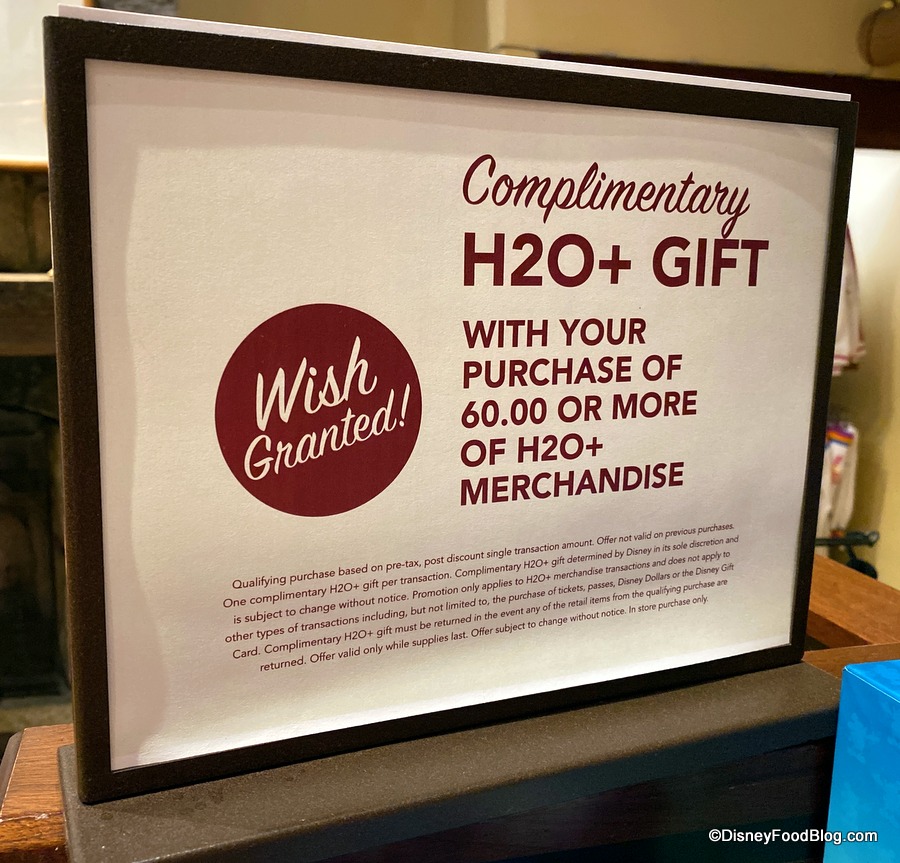 Complimentary
H2O+ GIFT
WITH YOUR
PURCHASE OF
60.00 OR MORE
OF H2O+
MERCHANDISE
Wish
Granted!
Qualifying purchase based on pre-tax, post discount single transaction amount. Offer not valid on previous purchases.
One complimentary H2O+ gift per transaction. Complimentary H2O+ gift determined by Disney in its sole discretion and
is subject to change without notice. Promotion only applies to H2O+ merchandise transactions and does not apply to
other types of transactions including, but not limited to, the purchase of tickets, passes, Disney Dollars or the Disney Gift
Card. Complimentary H2O+ gift must be returned in the event any of the retail items from the qualifying purchase are
returned. Offer valid only while supplies last. Offer subject to change without notice. In store purchase only.
©DisneyFoodBlog.com